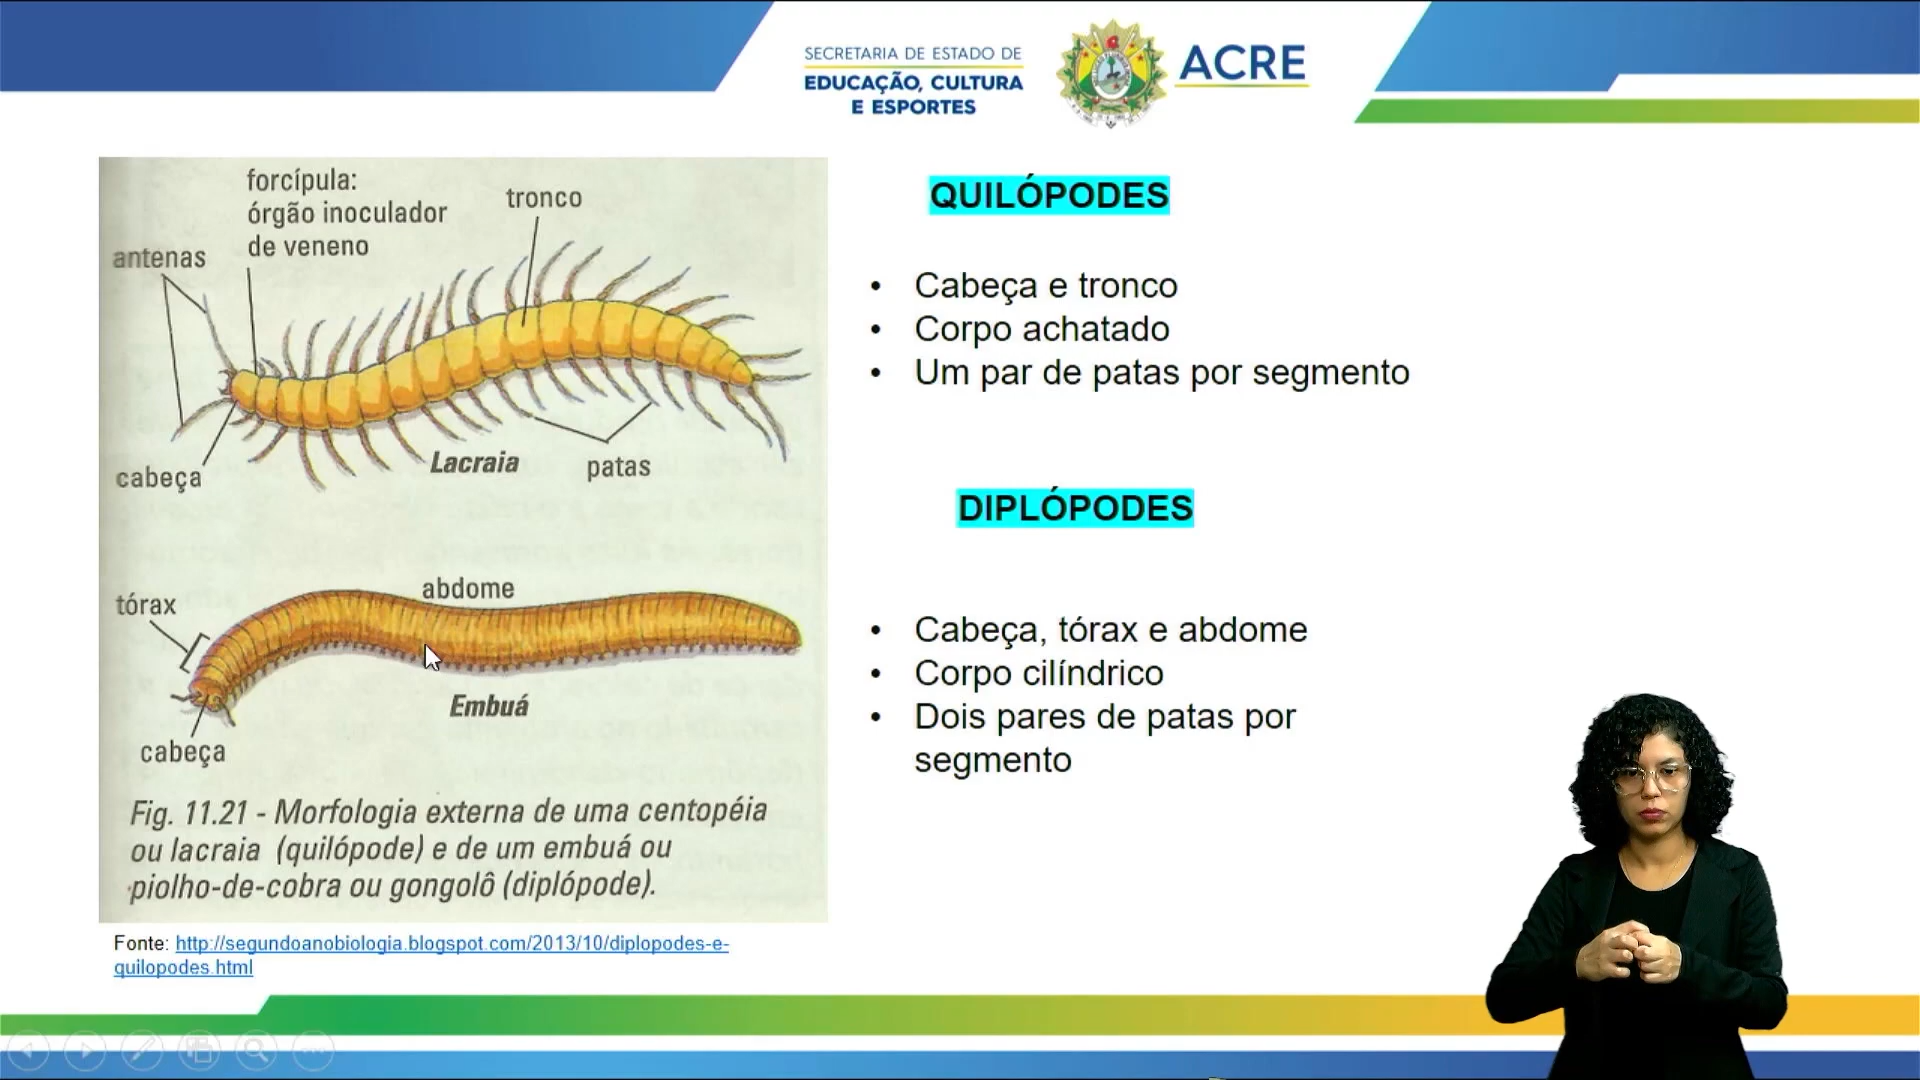 SECRETARIA DE ESTADO DE
EDUCAÇÃO, CULTURA
E ESPORTES
ACRE
forcípula:
órgão inoculador
de veneno
tronco
antenas
cabeça
Lacraia
patas
tórax
abdome
Embuá
cabeça
Fig. 11.21 - Morfologia externa de uma centopéia
ou lacraia (quilópode) e de um embuá ou
piolho-de-cobra ou gongolô (diplópode).
Fonte: http://segundoanobiologia.blogspot.com/2013/10/diplopodes-e-
quilopodes.html
QUILÓPODES
• Cabeça e tronco
• Corpo achatado
• Um par de patas por segmento
DIPLÓPODES
• Cabeça, tórax e abdome
• Corpo cilíndrico
• Dois pares de patas por
segmento